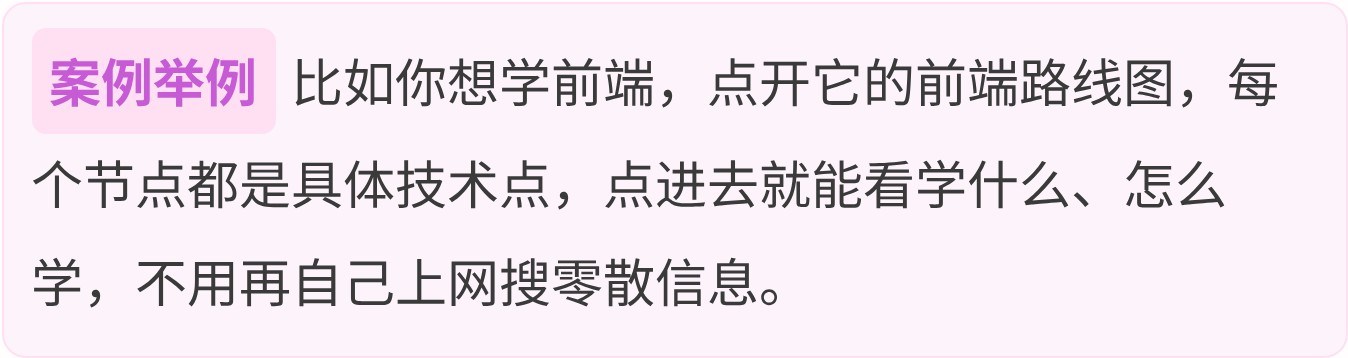 案例举例 比如你想学前端，点开它的前端路线图，每
个节点都是具体技术点，点进去就能看学什么、怎么
学，不用再自己上网搜零散信息。